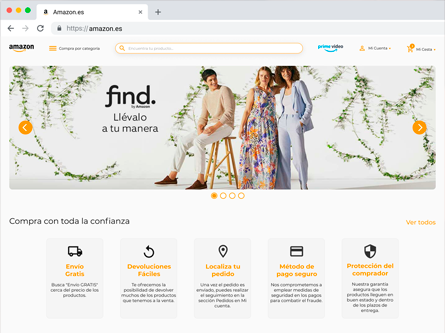 Amazon.es
https://amazon.es
amazon
Compra por categoría
Encuentra tu producto
prime video
Mi Cuenta
Mi Cesta
find.
by Amazon
Llévalo
a tu manera
Compra con toda la confianza
Ver todos
Envío
Gratis
Busca "Envío GRATIS"
cerca del precio de los
productos.
Devoluciones
Fáciles
Te ofrecemos la
posibilidad de devolver
muchos de los productos
que tenemos a la venta.
Localiza tu
pedido
Una vez el pedido es
enviado, puedes realizar
el seguimiento en la
sección Pedidos en Mi
cuenta.
Método de
pago seguro
Nos comprometemos a
emplear medidas de
seguridad en los pagos
para combatir el fraude.
Protección del
comprador
Nuestra garantía
asegura que los
productos lleguen en
buen estado y dentro
de los plazos de
entrega.